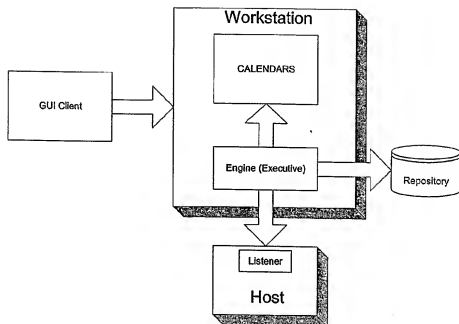 Workstation
CALENDARS
GUI Client
Engine (Executive)
Repository
Listener
Host